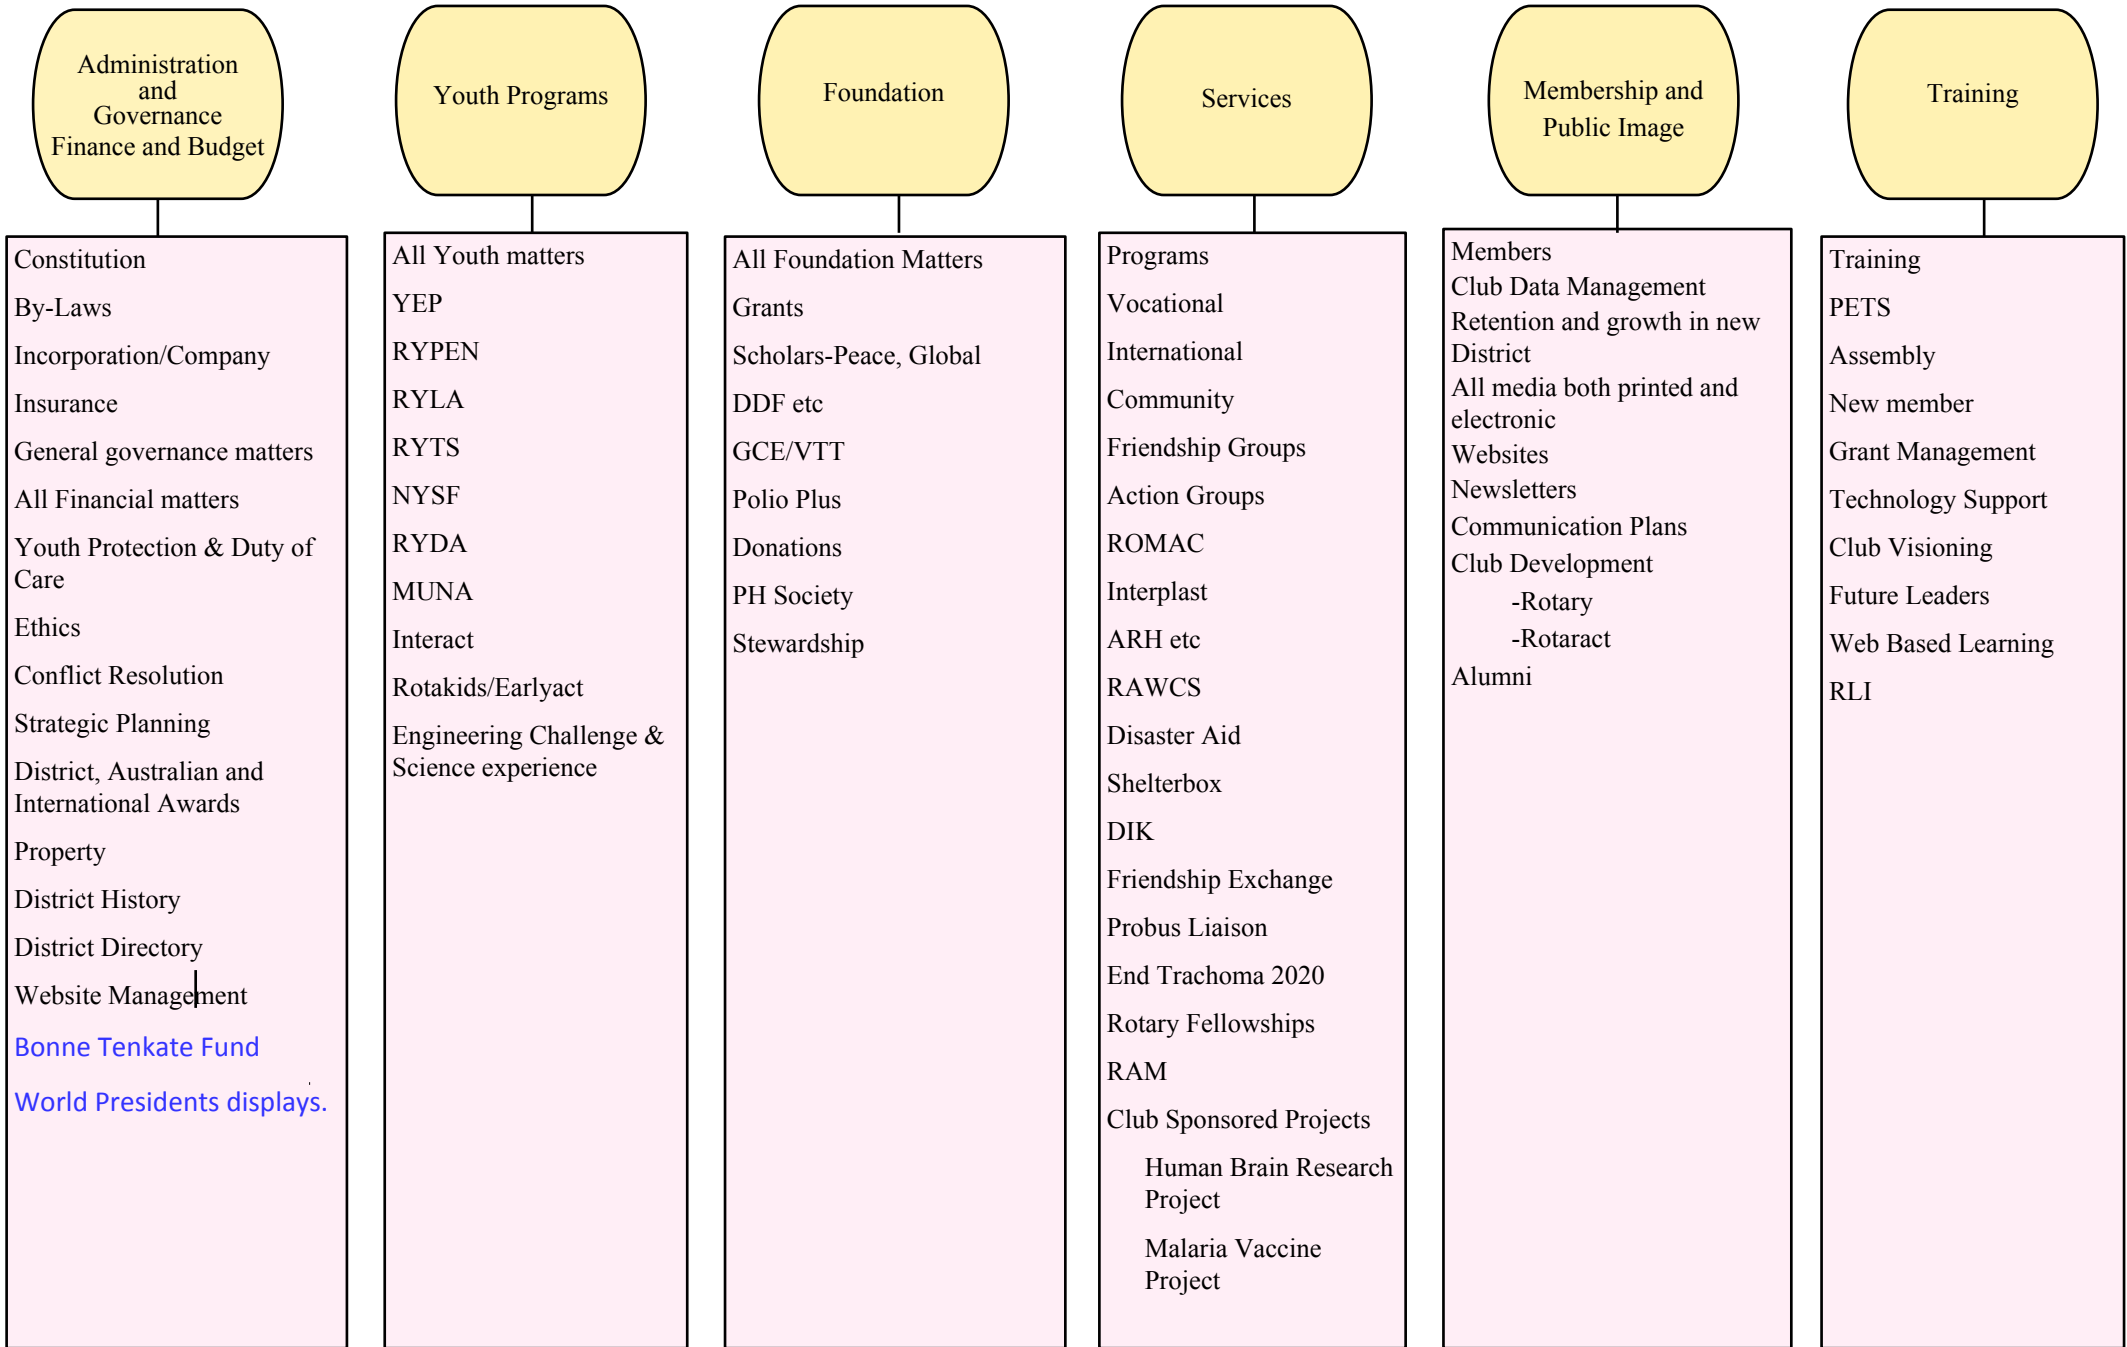 Administration
and
Governance
Finance and Budget
Constitution
By-Laws
Incorporation/Company
Insurance
General governance matters
All Financial matters
Youth Protection & Duty of
Care
Ethics
Conflict Resolution
Strategic Planning
District, Australian and
International Awards
Property
District History
District Directory
Website Management
Bonne Tenkate Fund
World Presidents displays.
Youth Programs
All Youth matters
YEP
RYPEN
RYLA
RYTS
NYSF
RYDA
MUNA
Interact
Rotakids/Earlyact
Engineering Challenge &
Science experience
Foundation
All Foundation Matters
Grants
Scholars-Peace, Global
DDF etc
GCE/VTT
Polio Plus
Donations
PH Society
Stewardship
Services
Programs
Vocational
International
Community
Friendship Groups
Action Groups
ROMAC
Interplast
ARH etc
RAWCS
Disaster Aid
Shelterbox
DIK
Friendship Exchange
Probus Liaison
End Trachoma 2020
Rotary Fellowships
RAM
Club Sponsored Projects
Human Brain Research
Project
Malaria Vaccine
Project
Membership and
Public Image
Members
Club Data Management
Retention and growth in new
District
All media both printed and
electronic
Websites
Newsletters
Communication Plans
Club Development
-Rotary
-Rotaract
Alumni
Training
Training
PETS
Assembly
New member
Grant Management
Technology Support
Club Visioning
Future Leaders
Web Based Learning
RLI